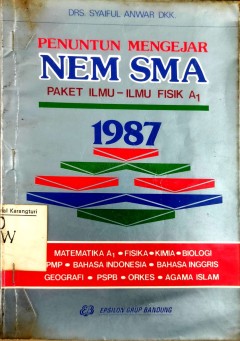 DRS. SYAIFUL ANWAR DKK.
PENUNTUN MENGEJAR
NEM SMA
PAKET ILMU - ILMU FISIK A1
1987
Karangturi
W
MATEMATIKA A1 • FISIKA • KIMIA • BIOLOGI
PMP • BAHASA INDONESIA • BAHASA INGGRIS
GEOGRAFI • PSPB • ORKES • AGAMA ISLAM
EPSILON GRUP BANDUNG